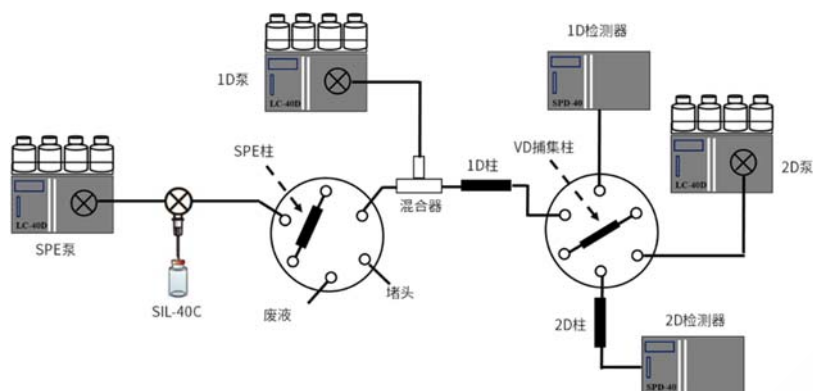 1D检测器
1D泵
LC-40D
SPD-40
SPE柱
1D柱
VD捕集柱
2D泵
LC-40D
混合器
LC-40D
SPE泵
SIL-40C
废液
堵头
2D柱
2D检测器
SPD-40